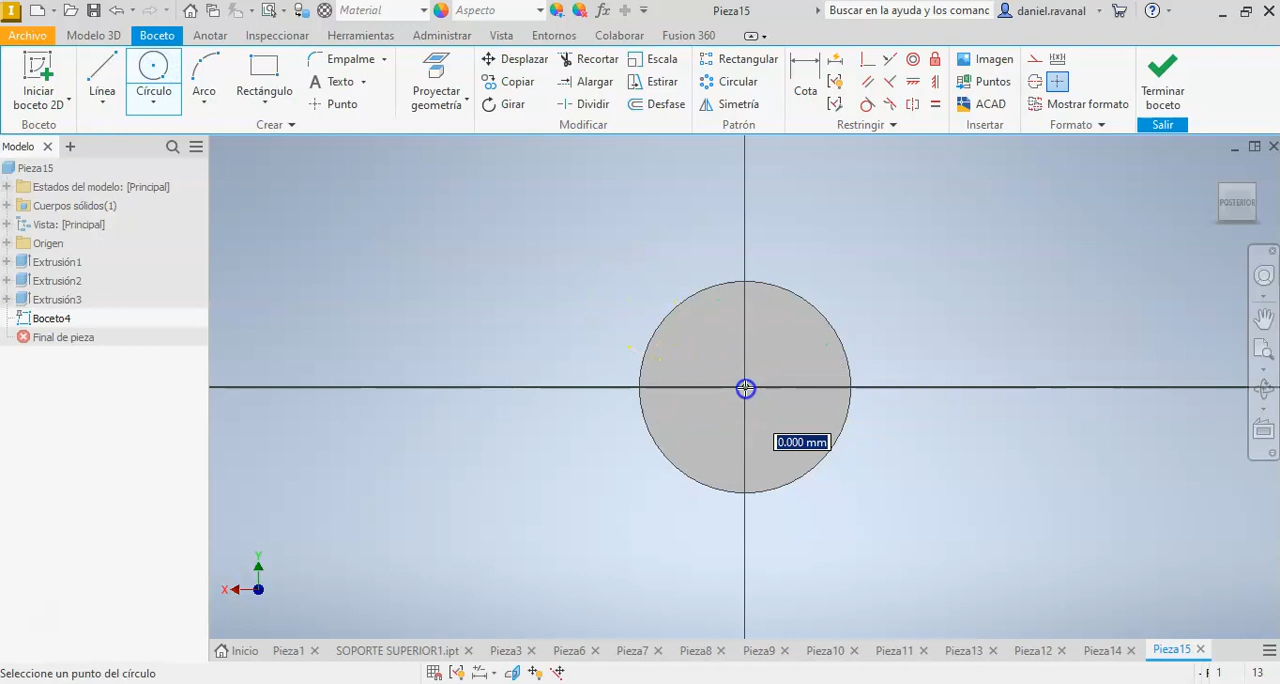 Material
Aspecto
Pieza15
Buscar en la ayuda y los comanc
daniel.ravanal
Archivo
Modelo 3D
Boceto
Anotar
Inspeccionar
Herramientas
Administrar
Vista
Entornos
Colaborar
Fusion 360
Iniciar
boceto 2D
Línea
Círculo
Arco
Rectángulo
Empalme
Texto
Punto
Proyectar
geometría
Desplazar
Copiar
Girar
Recortar
Alargar
Dividir
Escala
Estirar
Desfase
Rectangular
Circular
Simetría
Cota
Imagen
Puntos
ACAD
Mostrar formato
Terminar
boceto
Boceto
Crear
Modificar
Patrón
Restringir
Insertar
Formato
Salir
Modelo
Pieza15
Estados del modelo: [Principal]
Cuerpos sólidos(1)
Vista: [Principal]
Origen
Extrusión1
Extrusión2
Extrusión3
Boceto4
Final de pieza
POSTERIOR
0.000 mm
Y
X
Inicio
Pieza1
SOPORTE SUPERIOR1.ipt
Pieza3
Pieza6
Pieza7
Pieza8
Pieza9
Pieza10
Pieza11
Pieza13
Pieza12
Pieza14
Pieza15
Seleccione un punto del círculo
1
13